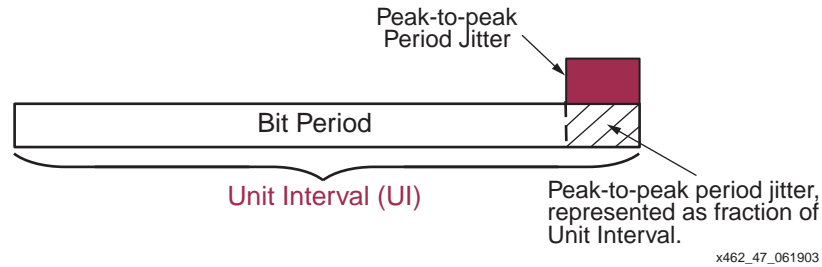 Peak-to-peak
Period Jitter
Bit Period
Unit Interval (UI)
Peak-to-peak period jitter,
represented as fraction of
Unit Interval.
x462_47_061903